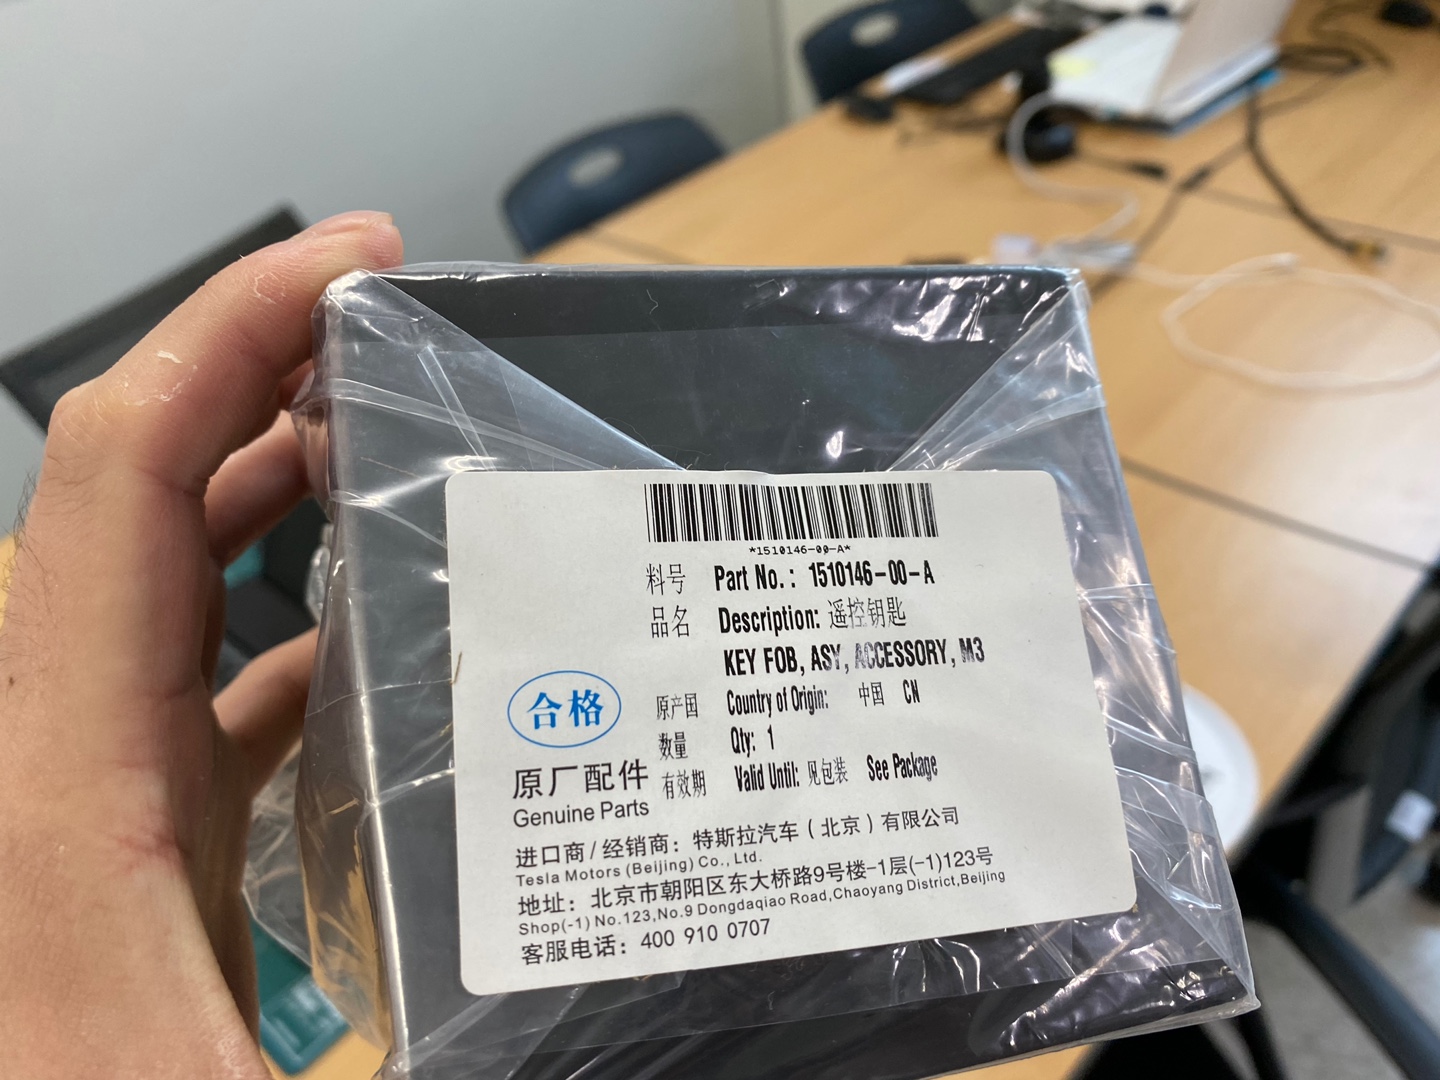 *1510146-00-A*
料号 Part No.: 1510146-00-A
品名 Description: 遥控钥匙
KEY FOB, ASY, ACCESSORY, M3
合格
原产国 Country of Origin: 中国 CN
数量 Qty: 1
有效期 Valid Until: 见包装 See Package
原厂配件
Genuine Parts
进口商/经销商：特斯拉汽车（北京）有限公司
Tesla Motors (Beijing) Co., Ltd.
地址：北京市朝阳区东大桥路9号楼-1层(-1)123号
Shop(-1) No.123,No.9 Dongdaqiao Road,Chaoyang District,Beijing
客服电话：400 910 0707